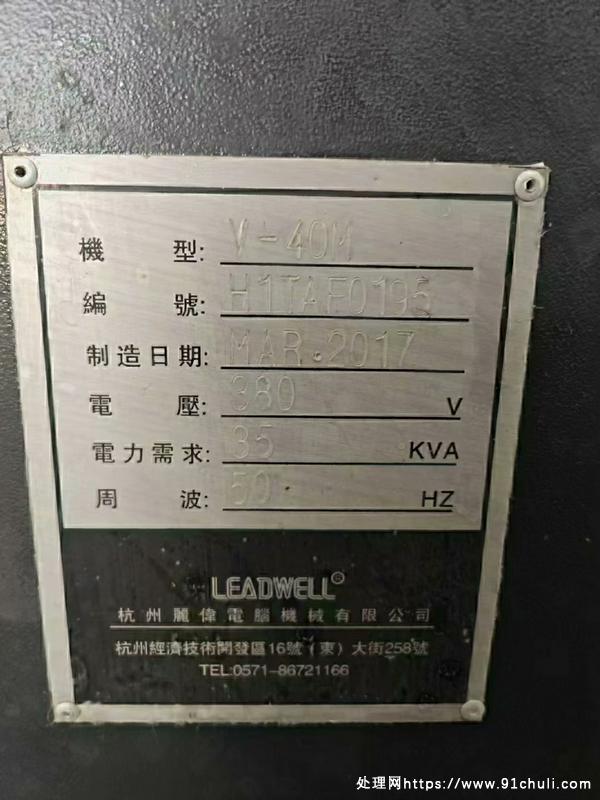 機型: V-40M
編號: H1TAF0195
制造日期: MAR.2017
電壓: 380 V
電力需求: 35 KVA
周波: 50 HZ
LEADWELL®
杭州麗偉電腦機械有限公司
杭州經濟技術開發區16號(東)大街258號
TEL:0571-86721166
处理网https://www.91chuli.com